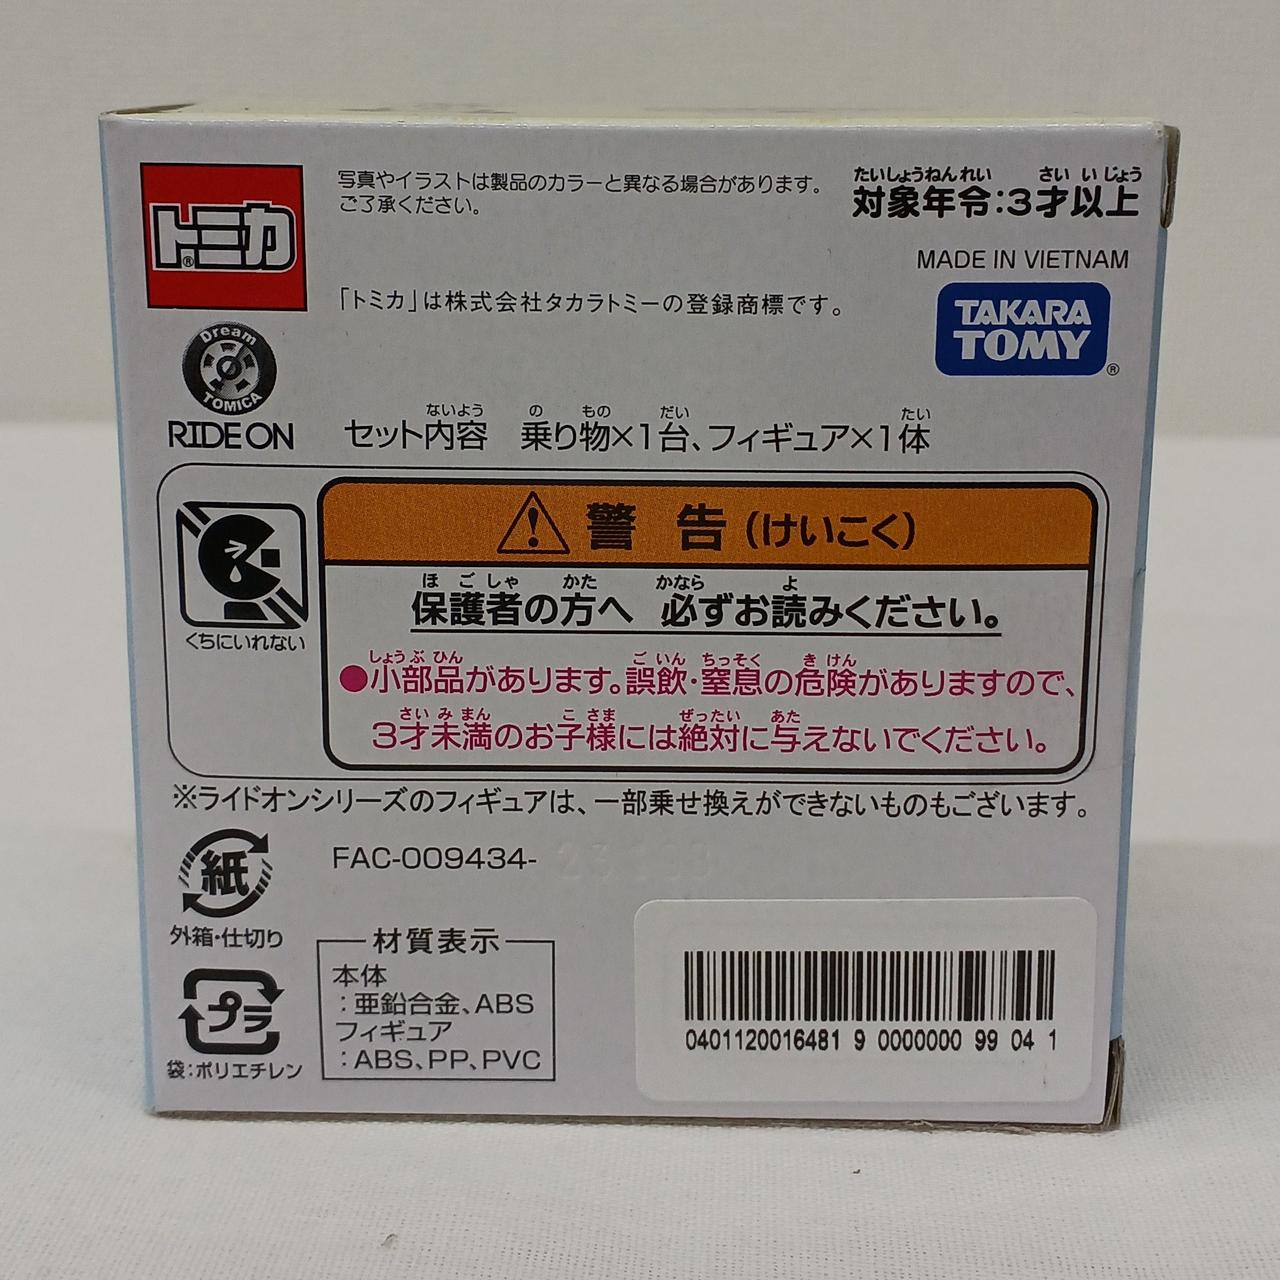 トミカ®
Dream
TOMICA
RIDE ON
写真やイラストは製品のカラーと異なる場合があります。
ご了承ください。
「トミカ」は株式会社タカラトミーの登録商標です。
たいしょうねんれい さい いじょう
対象年令：3才以上
MADE IN VIETNAM
TAKARA
TOMY®
ないよう の もの だい たい
セット内容 乗り物×1台、フィギュア×1体
くちにいれない
警告（けいこく）
ほごしゃ かた かなら よ
保護者の方へ 必ずお読みください。
しょうぶひん ごいん ちっそく きけん
●小部品があります。誤飲・窒息の危険がありますので、
さいみまん こさま ぜったい あた
3才未満のお子様には絶対に与えないでください。
※ライドオンシリーズのフィギュアは、一部乗せ換えができないものもございます。
紙
外箱・仕切り
FAC-009434-
プラ
袋：ポリエチレン
材質表示
本体
：亜鉛合金、ABS
フィギュア
：ABS、PP、PVC
0401120016481 9 0000000 99 04 1